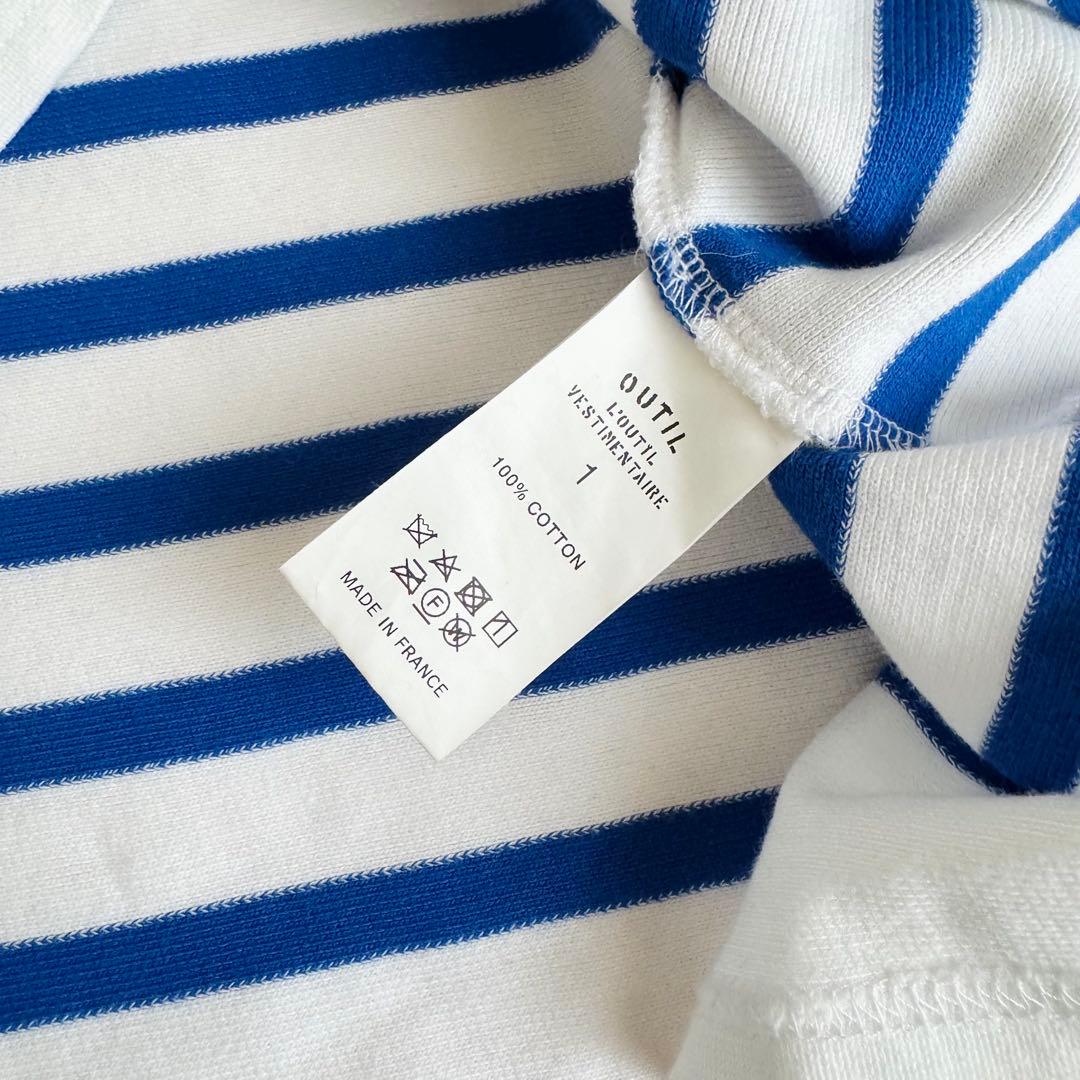 OUTIL
L'OUTIL
VESTIMENTAIRE
1
100% COTTON
F W
MADE IN FRANCE